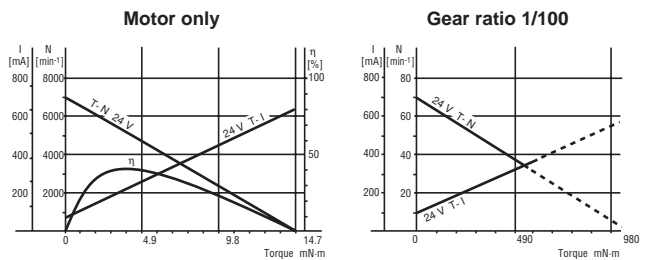 Motor only
Gear ratio 1/100
I N η
[mA] [min-1] [%]
800 8000 100
600 6000
400 4000 50
200 2000
T-N 24 V
24 V T-I
η
0 4.9 9.8 14.7
Torque mN·m
I N
[mA] [min-1]
800 80
600 60
400 40
200 20
24 V T-N
24 V T-I
0 490 980
Torque mN·m